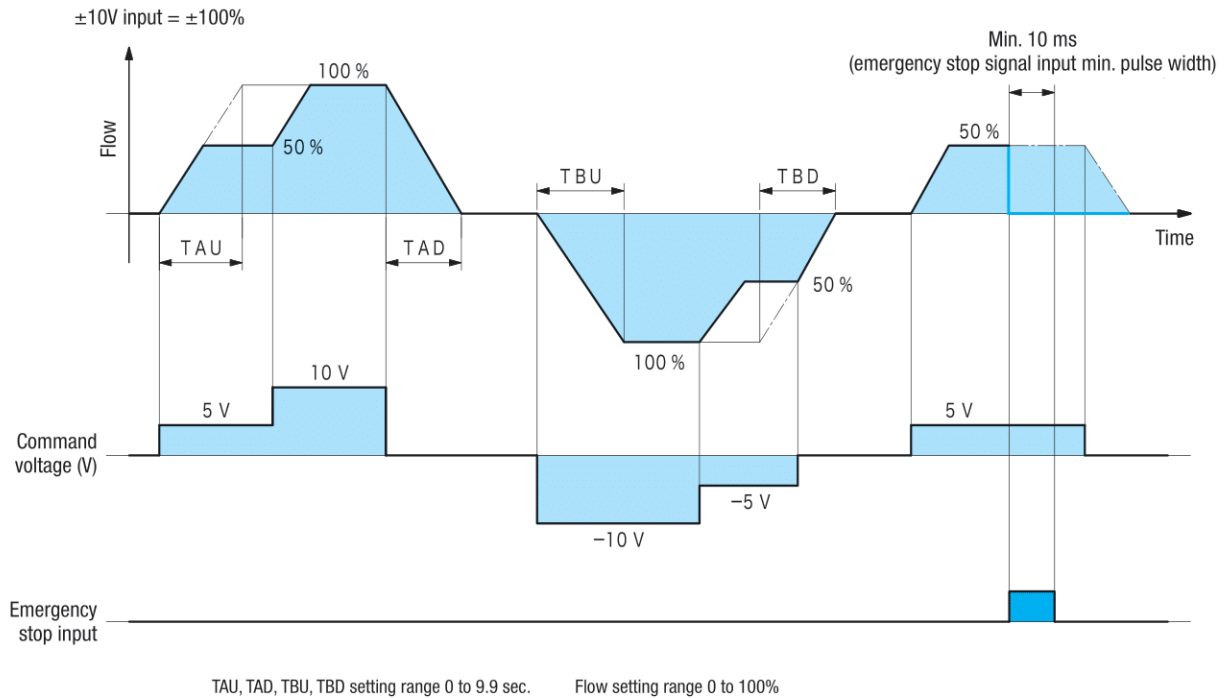 ±10V input = ±100%
Min. 10 ms
(emergency stop signal input min. pulse width)
Flow
100 %
50 %
TAU
TAD
TBU
TBD
100 %
50 %
50 %
Time
Command
voltage (V)
5 V
10 V
−10 V
−5 V
5 V
Emergency
stop input
TAU, TAD, TBU, TBD setting range 0 to 9.9 sec.
Flow setting range 0 to 100%